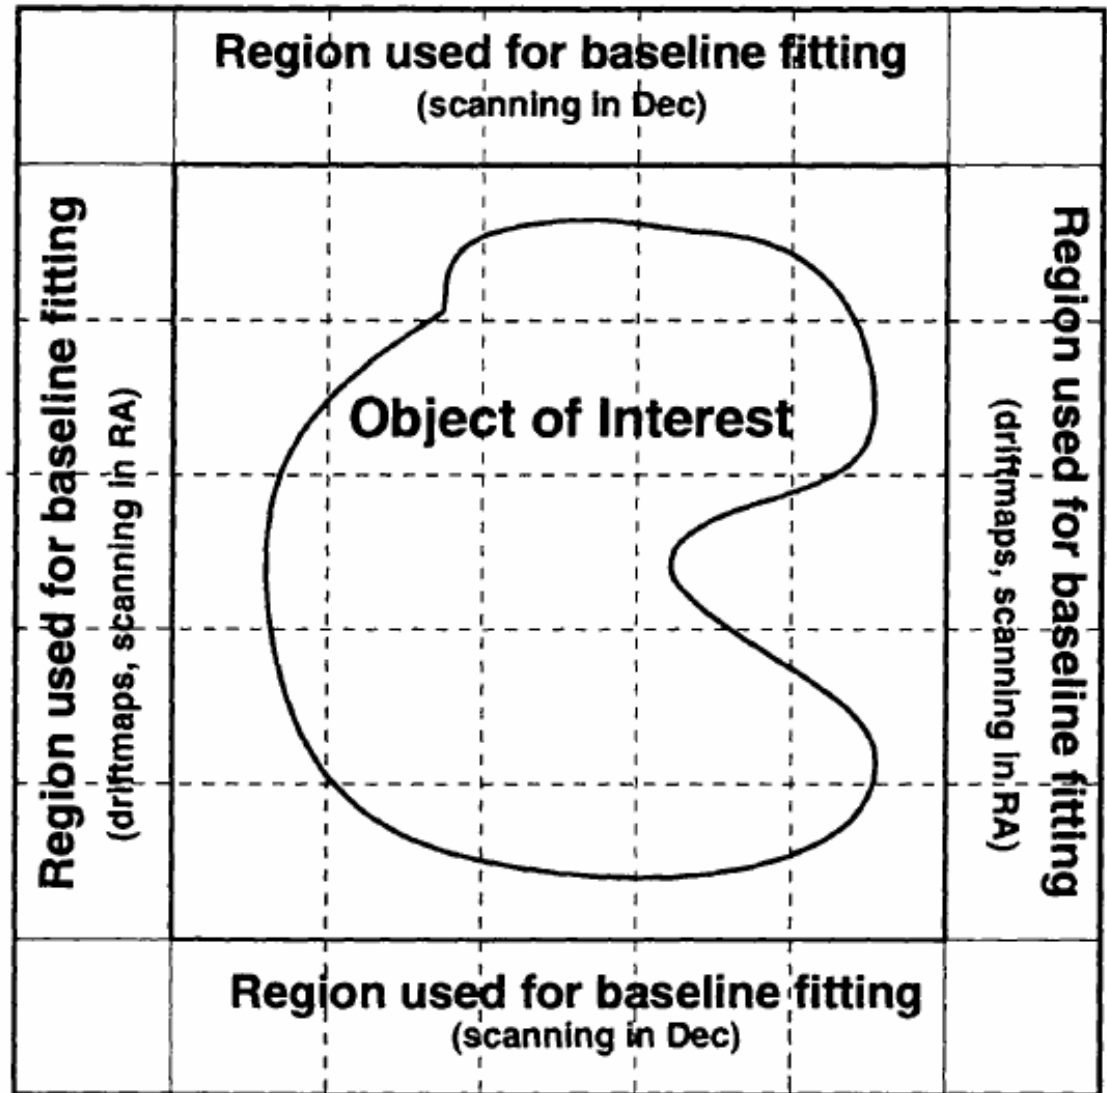 Region used for baseline fitting
(scanning in Dec)
Region used for baseline fitting
(driftmaps, scanning in RA)
Object of Interest
Region used for baseline fitting
(driftmaps, scanning in RA)
Region used for baseline fitting
(scanning in Dec)